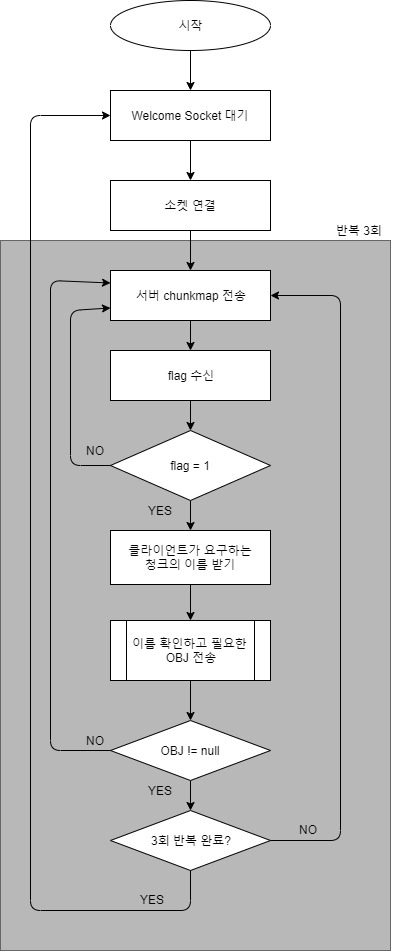 시작
Welcome Socket 대기
소켓 연결
반복 3회
서버 chunkmap 전송
flag 수신
flag = 1
NO
YES
클라이언트가 요구하는
청크의 이름 받기
이름 확인하고 필요한
OBJ 전송
OBJ != null
NO
YES
3회 반복 완료?
NO
YES